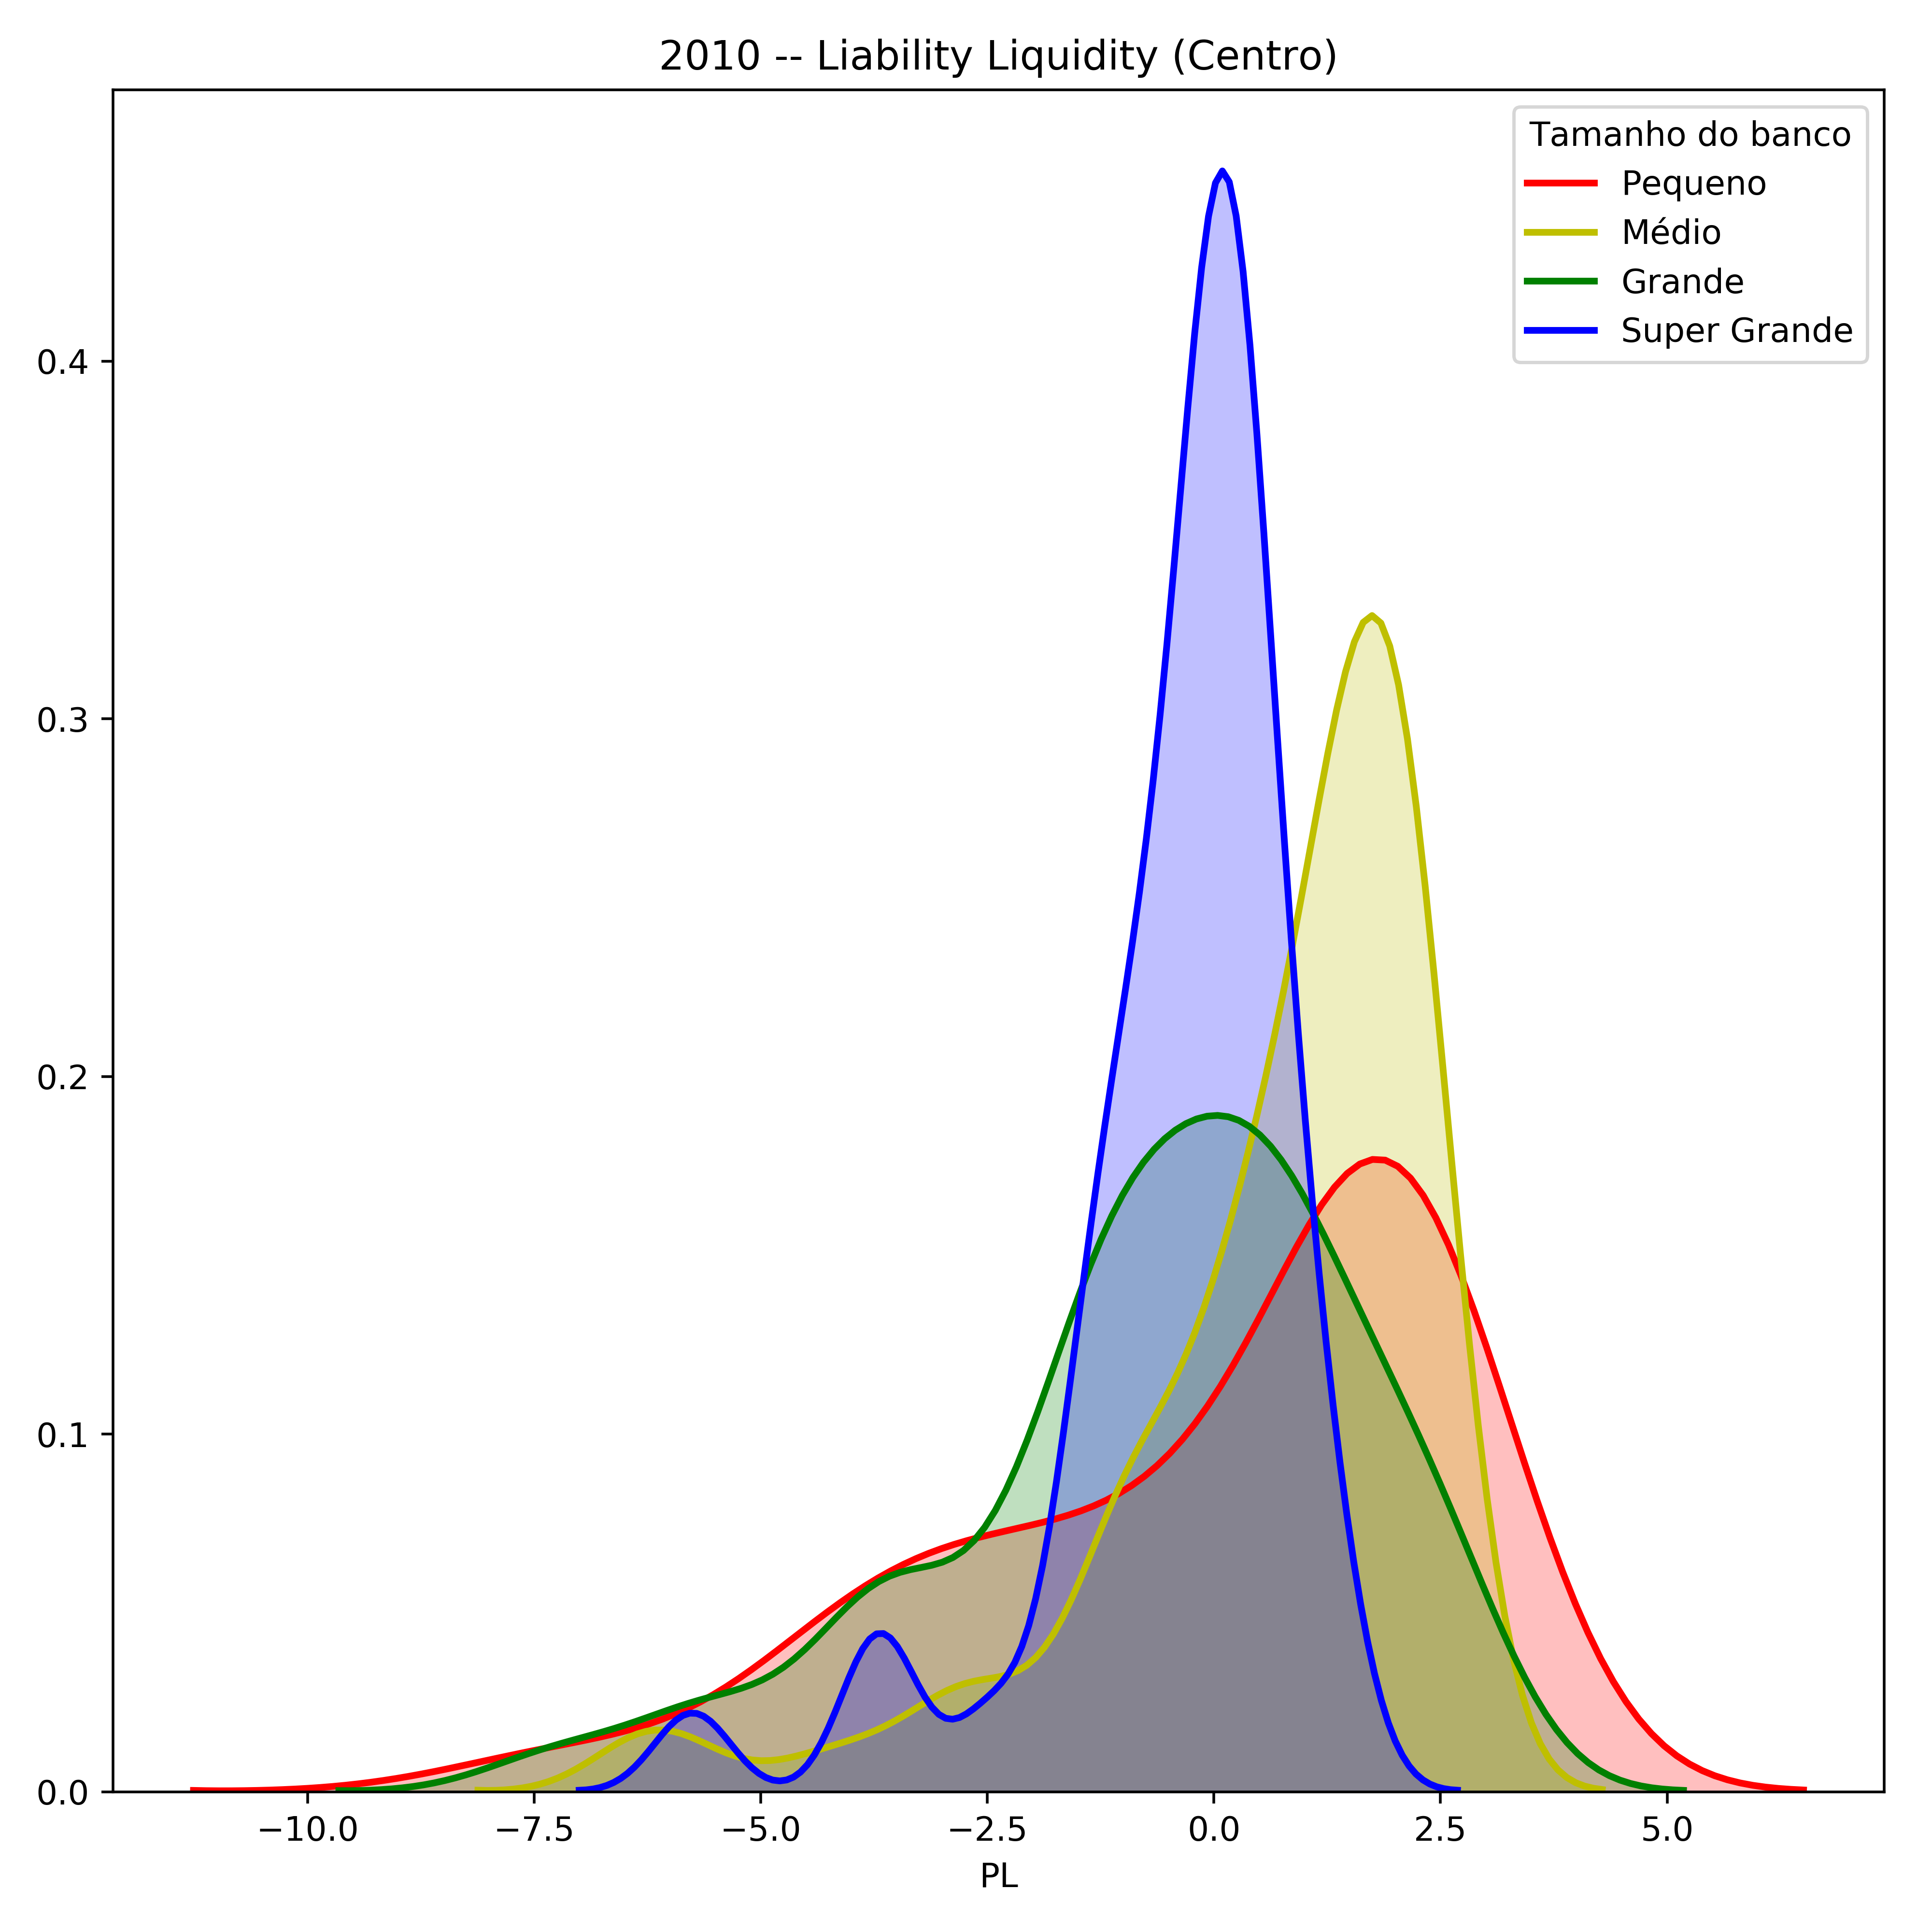 2010 -- Liability Liquidity (Centro)
Tamanho do banco
Pequeno
Médio
Grande
Super Grande
0.4
0.3
0.2
0.1
0.0
−10.0 −7.5 −5.0 −2.5 0.0 2.5 5.0
PL